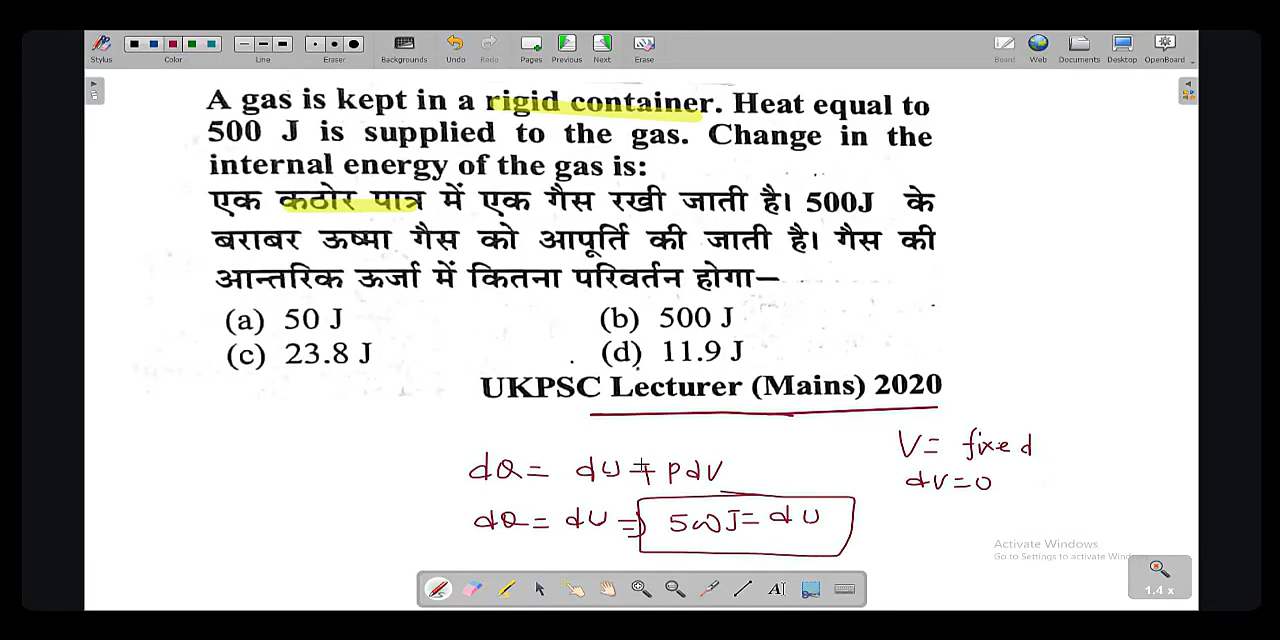 Stylus Color Line Eraser Backgrounds Undo Redo Pages Previous Next Erase Board Web Documents Desktop OpenBoard
A gas is kept in a rigid container. Heat equal to
500 J is supplied to the gas. Change in the
internal energy of the gas is:
एक कठोर पात्र में एक गैस रखी जाती है। 500J के
बराबर ऊष्मा गैस को आपूर्ति की जाती है। गैस की
आन्तरिक ऊर्जा में कितना परिवर्तन होगा–
(a) 50 J (b) 500 J
(c) 23.8 J (d) 11.9 J
UKPSC Lecturer (Mains) 2020
V = fixed
dQ = dU + PdV
dV=0
dQ = dU ⇒ 500J = dU
Activate Windows
Go to Settings to activate Windows
1.4 x